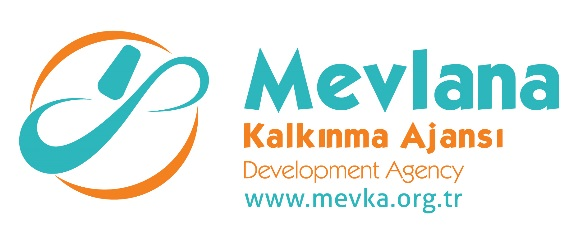 Mevlana
Kalkınma Ajansı
Development Agency
www.mevka.org.tr